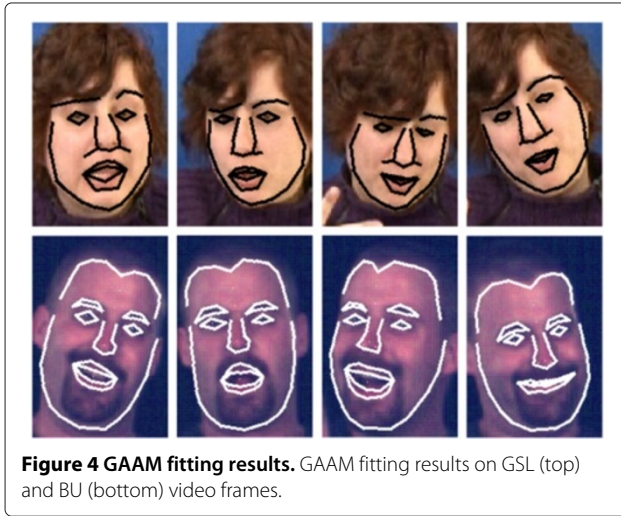 Figure 4 GAAM fitting results. GAAM fitting results on GSL (top)
and BU (bottom) video frames.